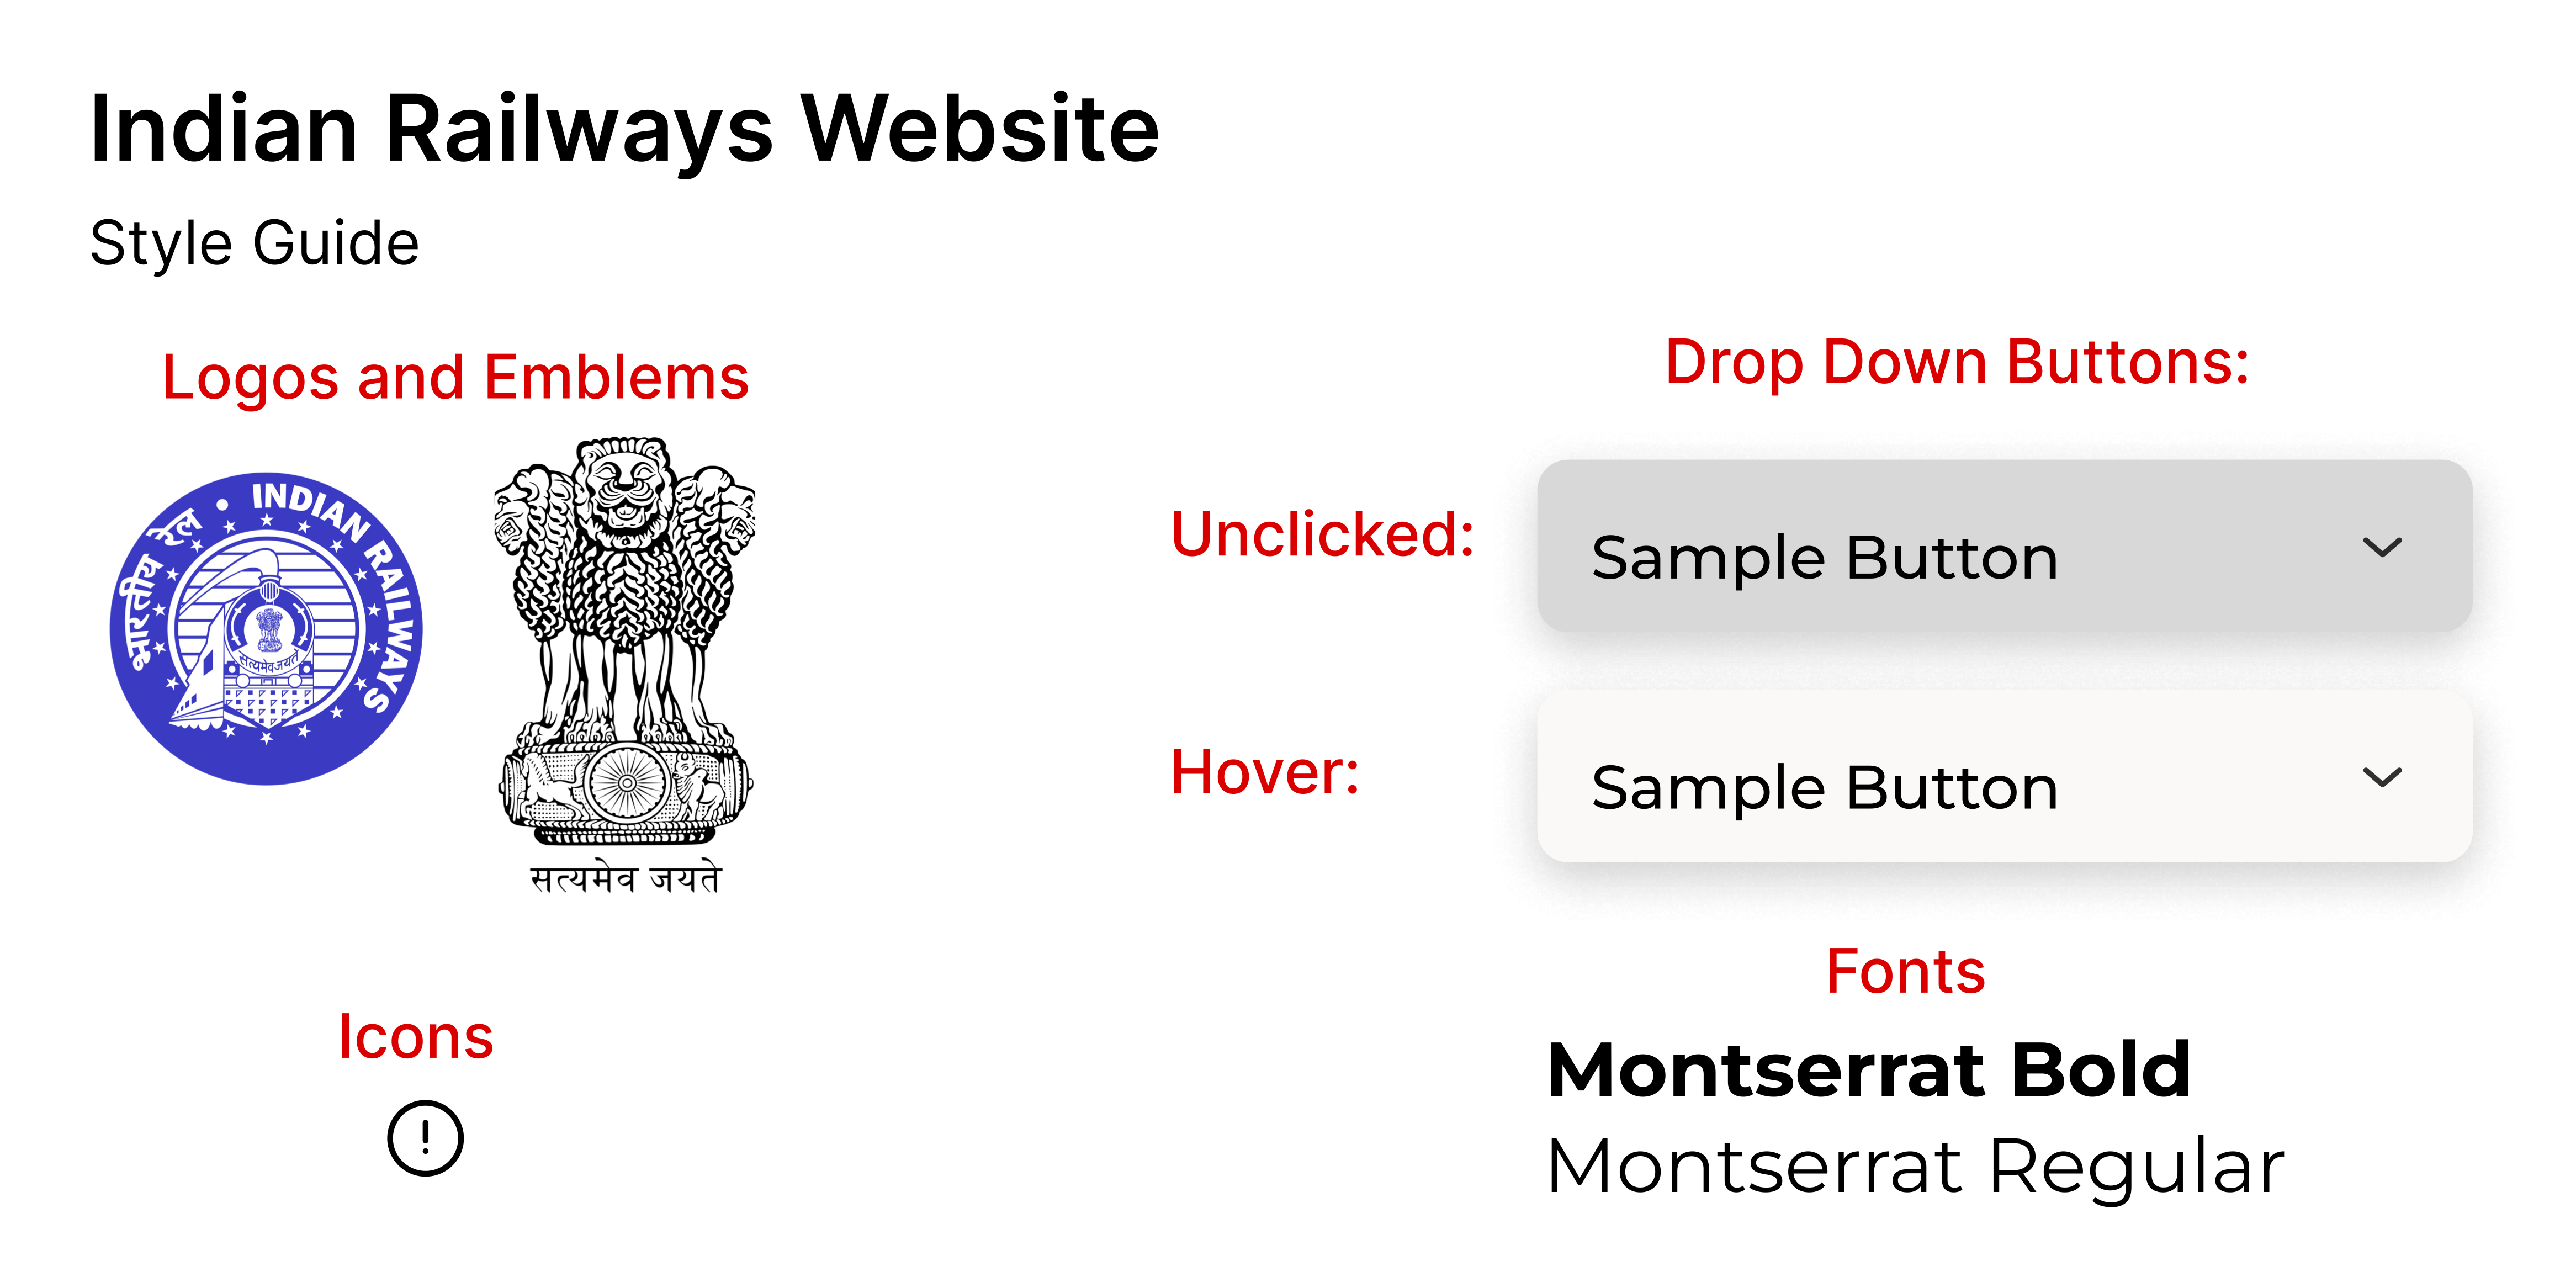 Indian Railways Website
Style Guide
Logos and Emblems
भारतीय रेल • INDIAN RAILWAYS
सत्यमेव जयते
सत्यमेव जयते
Icons
!
Drop Down Buttons:
Unclicked:
Sample Button
Hover:
Sample Button
Fonts
Montserrat Bold
Montserrat Regular